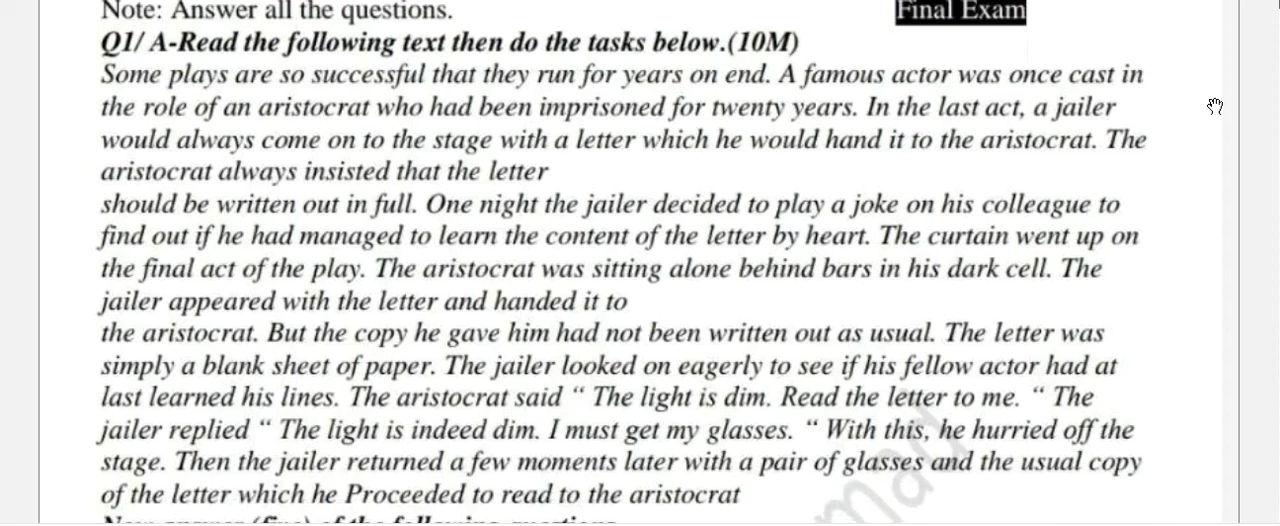 Note: Answer all the questions.
Final Exam
Q1/ A-Read the following text then do the tasks below.(10M)
Some plays are so successful that they run for years on end. A famous actor was once cast in
the role of an aristocrat who had been imprisoned for twenty years. In the last act, a jailer
would always come on to the stage with a letter which he would hand it to the aristocrat. The
aristocrat always insisted that the letter
should be written out in full. One night the jailer decided to play a joke on his colleague to
find out if he had managed to learn the content of the letter by heart. The curtain went up on
the final act of the play. The aristocrat was sitting alone behind bars in his dark cell. The
jailer appeared with the letter and handed it to
the aristocrat. But the copy he gave him had not been written out as usual. The letter was
simply a blank sheet of paper. The jailer looked on eagerly to see if his fellow actor had at
last learned his lines. The aristocrat said “ The light is dim. Read the letter to me. “ The
jailer replied “ The light is indeed dim. I must get my glasses. “ With this, he hurried off the
stage. Then the jailer returned a few moments later with a pair of glasses and the usual copy
of the letter which he Proceeded to read to the aristocrat